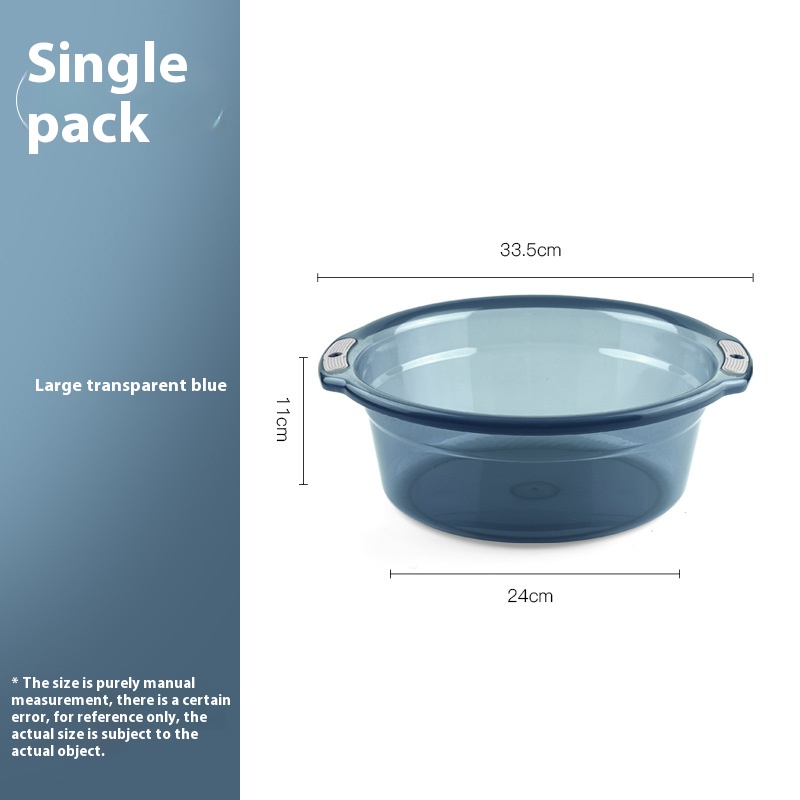 Single
pack
33.5cm
Large transparent blue
11cm
24cm
* The size is purely manual
measurement, there is a certain
error, for reference only, the
actual size is subject to the
actual object.